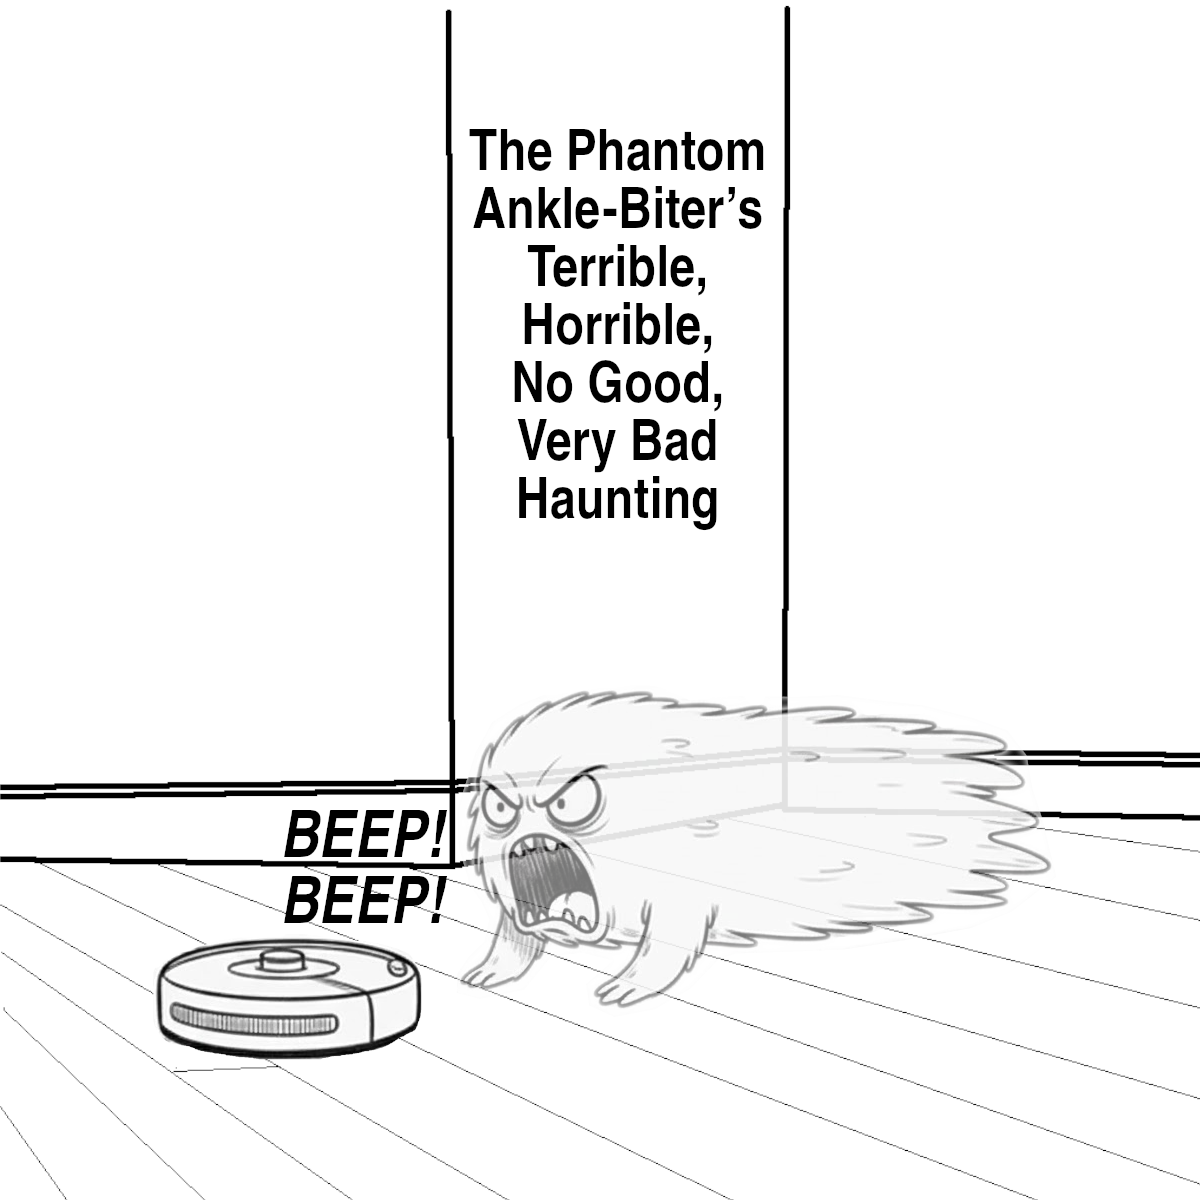 The Phantom
Ankle-Biter’s
Terrible,
Horrible,
No Good,
Very Bad
Haunting
BEEP!
BEEP!